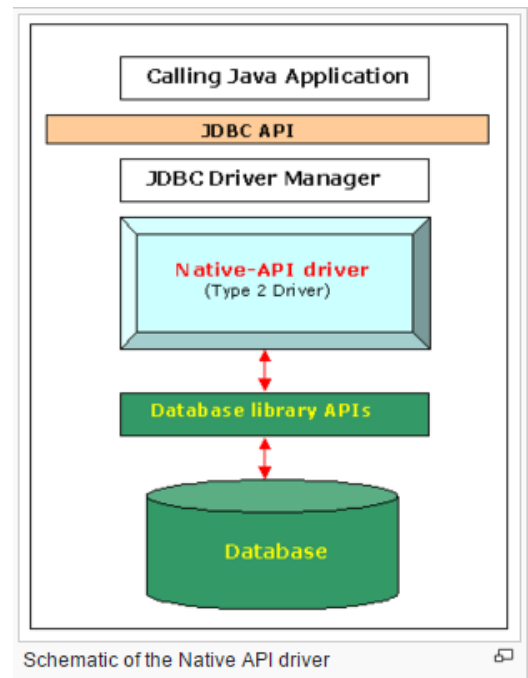 Calling Java Application
JDBC API
JDBC Driver Manager
Native-API driver
(Type 2 Driver)
Database library APIs
Database
Schematic of the Native API driver